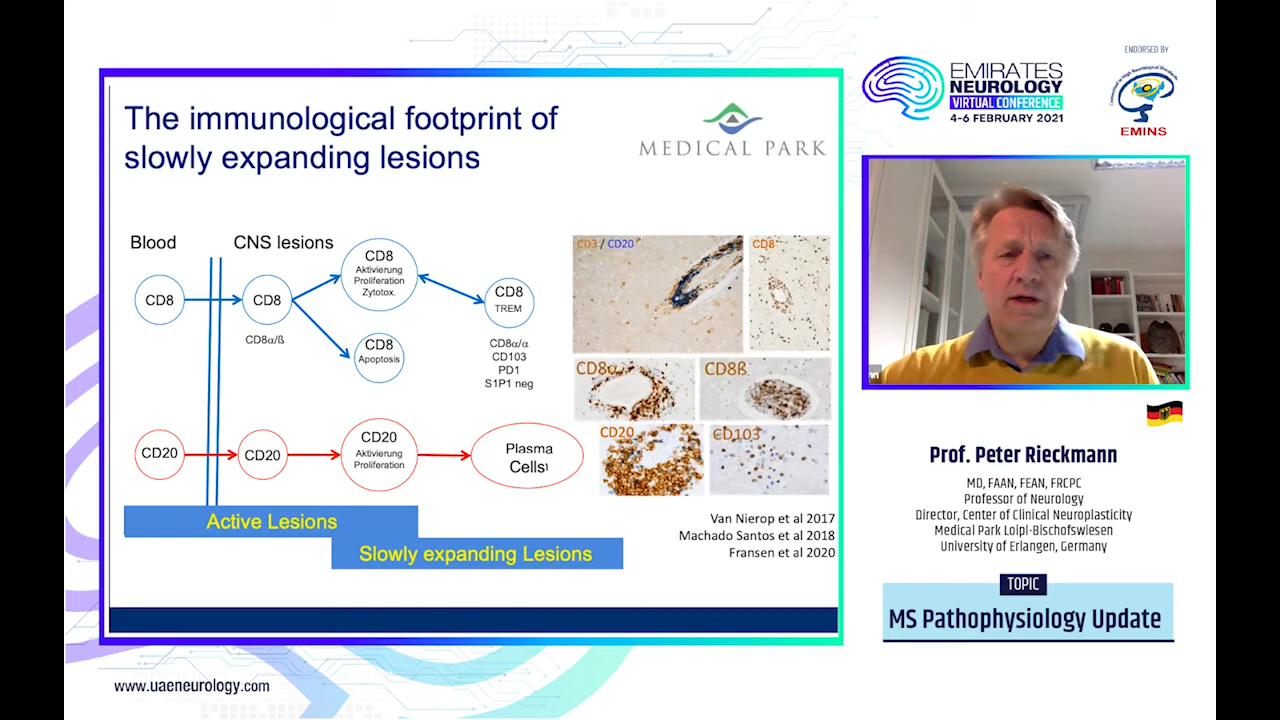 The immunological footprint of
slowly expanding lesions
MEDICAL PARK
Blood
CNS lesions
CD8
CD8
CD8α/ß
CD8
Aktivierung
Proliferation
Zytotox.
CD8
Apoptosis
CD8
TREM
CD8α/α
CD103
PD1
S1P1 neg
CD20
CD20
CD20
Aktivierung
Proliferation
Plasma
Cells
Active Lesions
Slowly expanding Lesions
CD3 / CD20
CD8
CD8α
CD8ß
CD20
CD103
Van Nierop et al 2017
Machado Santos et al 2018
Fransen et al 2020
www.uaeneurology.com
EMIRATES
NEUROLOGY
VIRTUAL CONFERENCE
4-6 FEBRUARY 2021
ENDORSED BY
EMINS
Prof. Peter Rieckmann
MD, FAAN, FEAN, FRCPC
Professor of Neurology
Director, Center of Clinical Neuroplasticity
Medical Park Loipl-Bischofswiesen
University of Erlangen, Germany
TOPIC
MS Pathophysiology Update